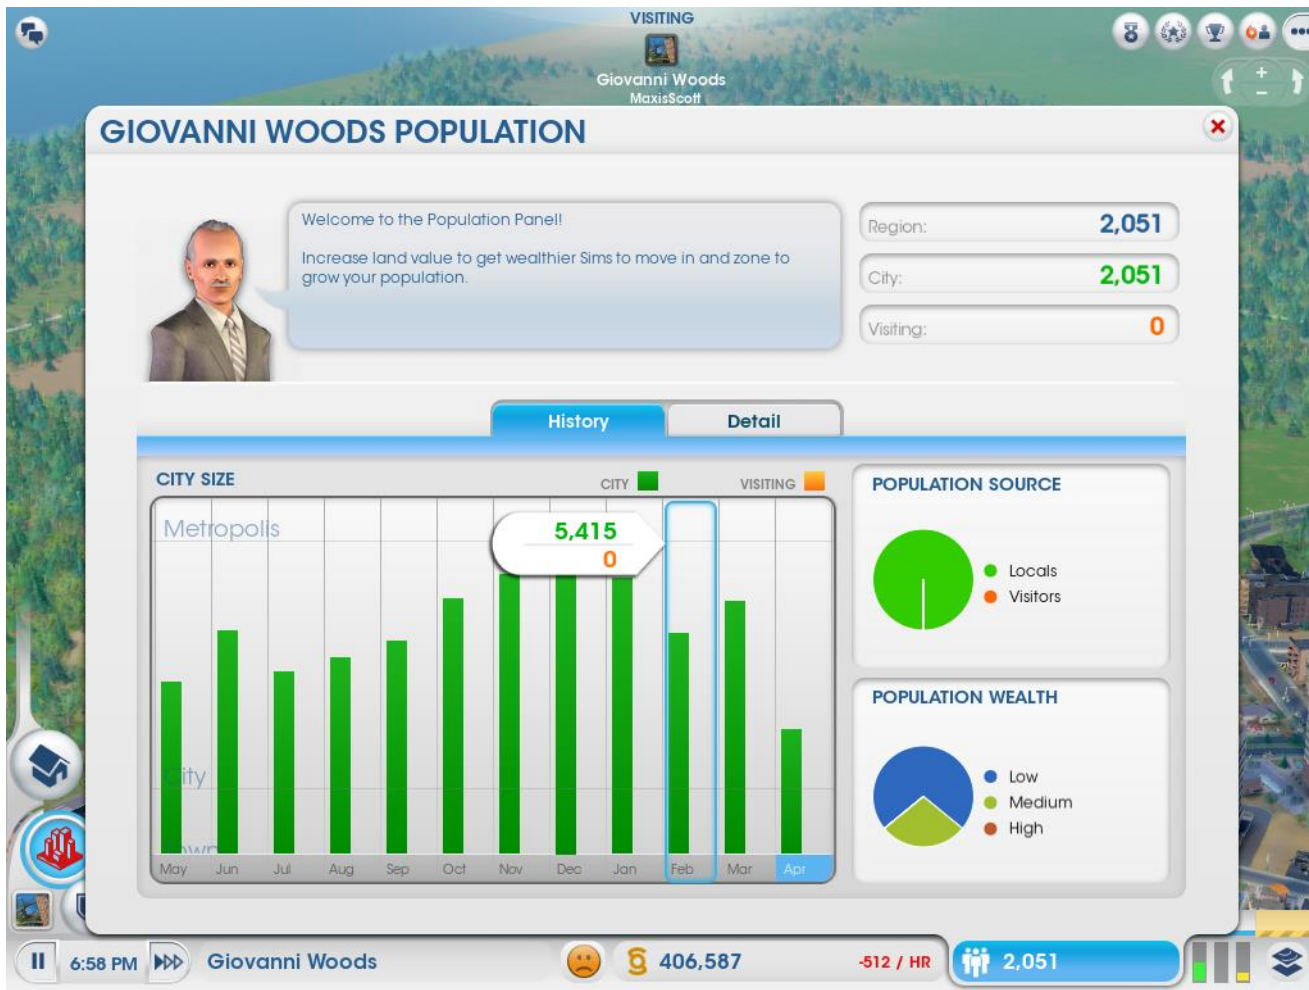 VISITING
Giovanni Woods
MaxisScott
GIOVANNI WOODS POPULATION
Welcome to the Population Panel!
Increase land value to get wealthier Sims to move in and zone to
grow your population.
Region: 2,051
City: 2,051
Visiting: 0
History
Detail
CITY SIZE
CITY
VISITING
Metropolis
5,415
0
City
Town
May Jun Jul Aug Sep Oct Nov Dec Jan Feb Mar Apr
POPULATION SOURCE
Locals
Visitors
POPULATION WEALTH
Low
Medium
High
6:58 PM
Giovanni Woods
406,587
-512 / HR
2,051